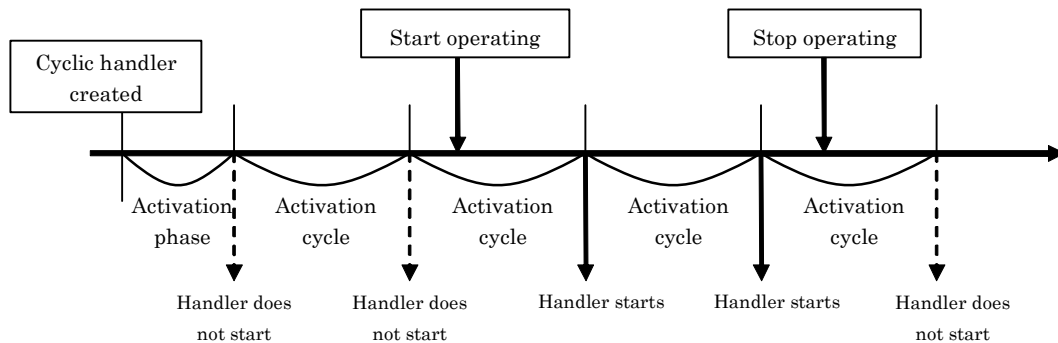 Start operating
Stop operating
Cyclic handler
created
Activation
phase
Activation
cycle
Activation
cycle
Activation
cycle
Activation
cycle
Handler does
not start
Handler does
not start
Handler starts
Handler starts
Handler does
not start